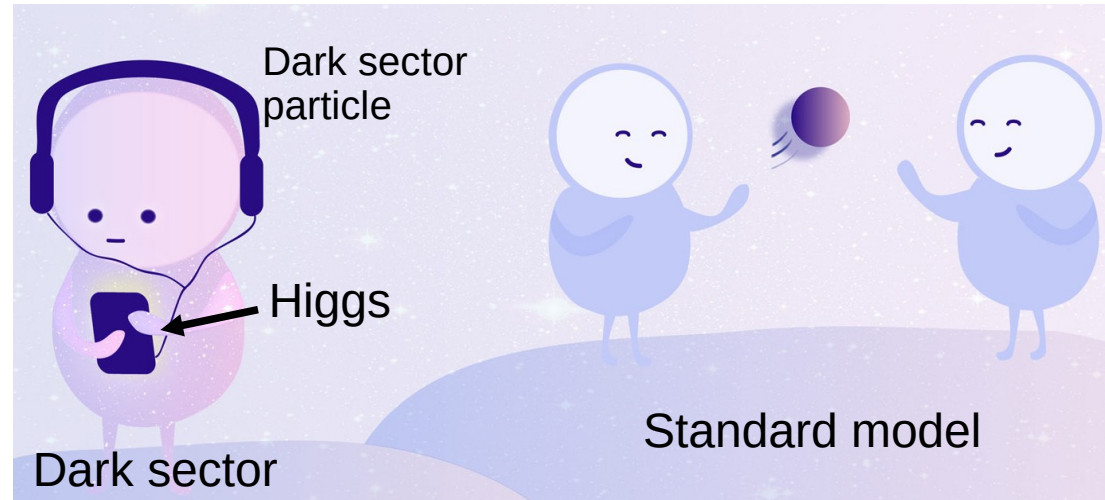 Dark sector
particle
Higgs
Standard model
Dark sector